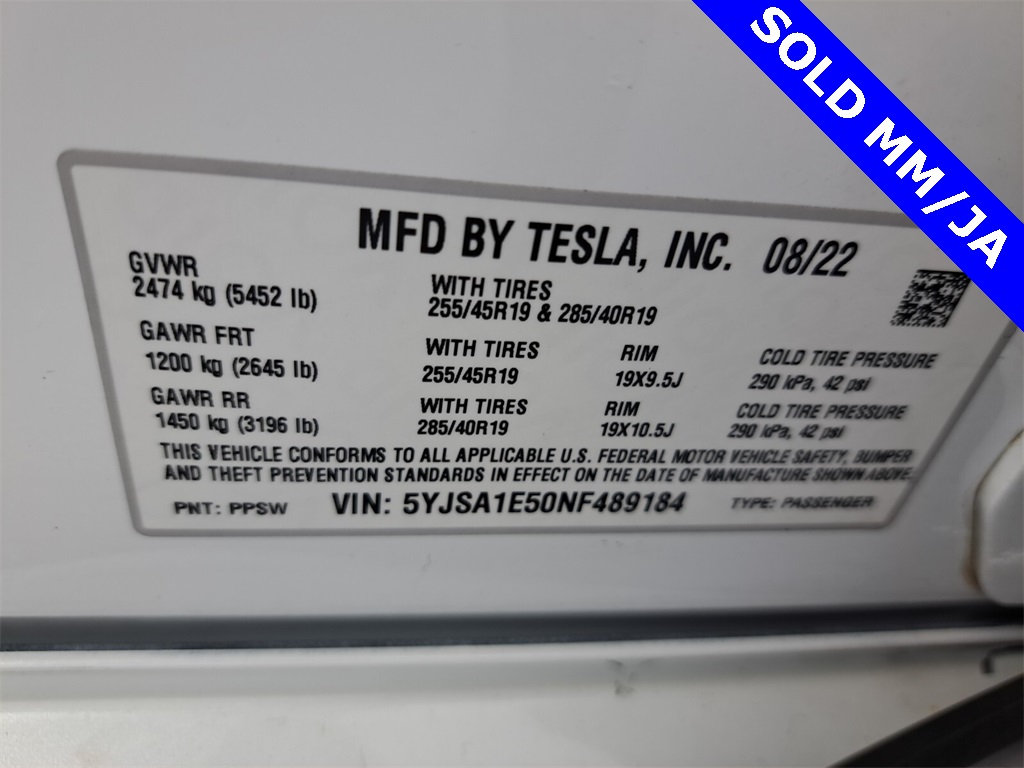 SOLD MM/JA
MFD BY TESLA, INC. 08/22
GVWR
2474 kg (5452 lb)
WITH TIRES
255/45R19 & 285/40R19
GAWR FRT
1200 kg (2645 lb)
WITH TIRES
255/45R19
RIM
19X9.5J
COLD TIRE PRESSURE
290 kPa, 42 psi
GAWR RR
1450 kg (3196 lb)
WITH TIRES
285/40R19
RIM
19X10.5J
COLD TIRE PRESSURE
290 kPa, 42 psi
THIS VEHICLE CONFORMS TO ALL APPLICABLE U.S. FEDERAL MOTOR VEHICLE SAFETY, BUMPER
AND THEFT PREVENTION STANDARDS IN EFFECT ON THE DATE OF MANUFACTURE SHOWN ABOVE.
PNT: PPSW VIN: 5YJSA1E50NF489184 TYPE: PASSENGER